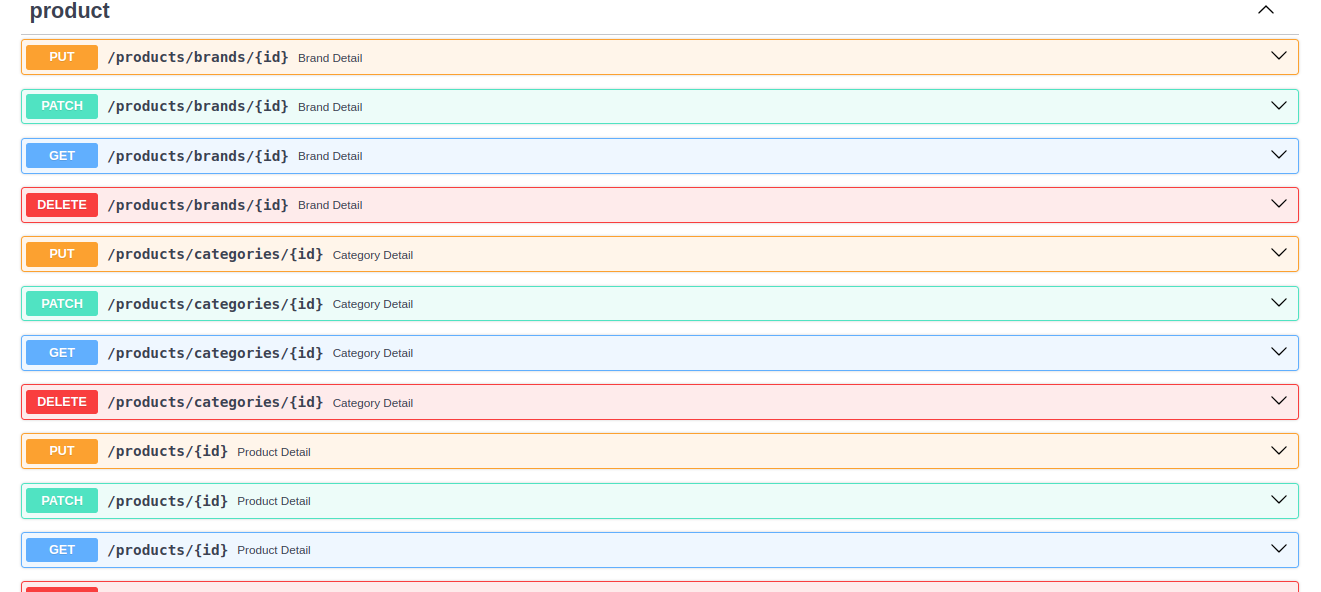 product
PUT /products/brands/{id} Brand Detail
PATCH /products/brands/{id} Brand Detail
GET /products/brands/{id} Brand Detail
DELETE /products/brands/{id} Brand Detail
PUT /products/categories/{id} Category Detail
PATCH /products/categories/{id} Category Detail
GET /products/categories/{id} Category Detail
DELETE /products/categories/{id} Category Detail
PUT /products/{id} Product Detail
PATCH /products/{id} Product Detail
GET /products/{id} Product Detail